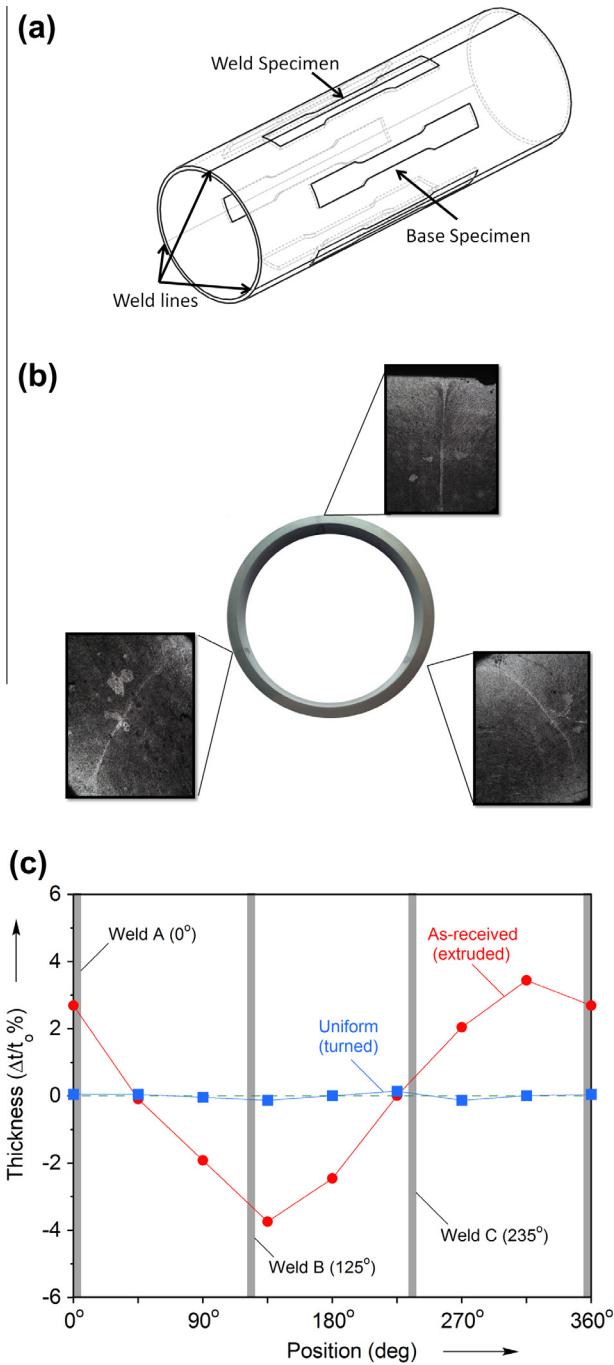 (a)
Weld Specimen
Base Specimen
Weld lines
(b)
(c)
Thickness (Δt/t₀ %)
6
4
2
0
-2
-4
-6
Weld A (0°)
As-received
(extruded)
Uniform
(turned)
Weld C (235°)
Weld B (125°)
0° 90° 180° 270° 360°
Position (deg)